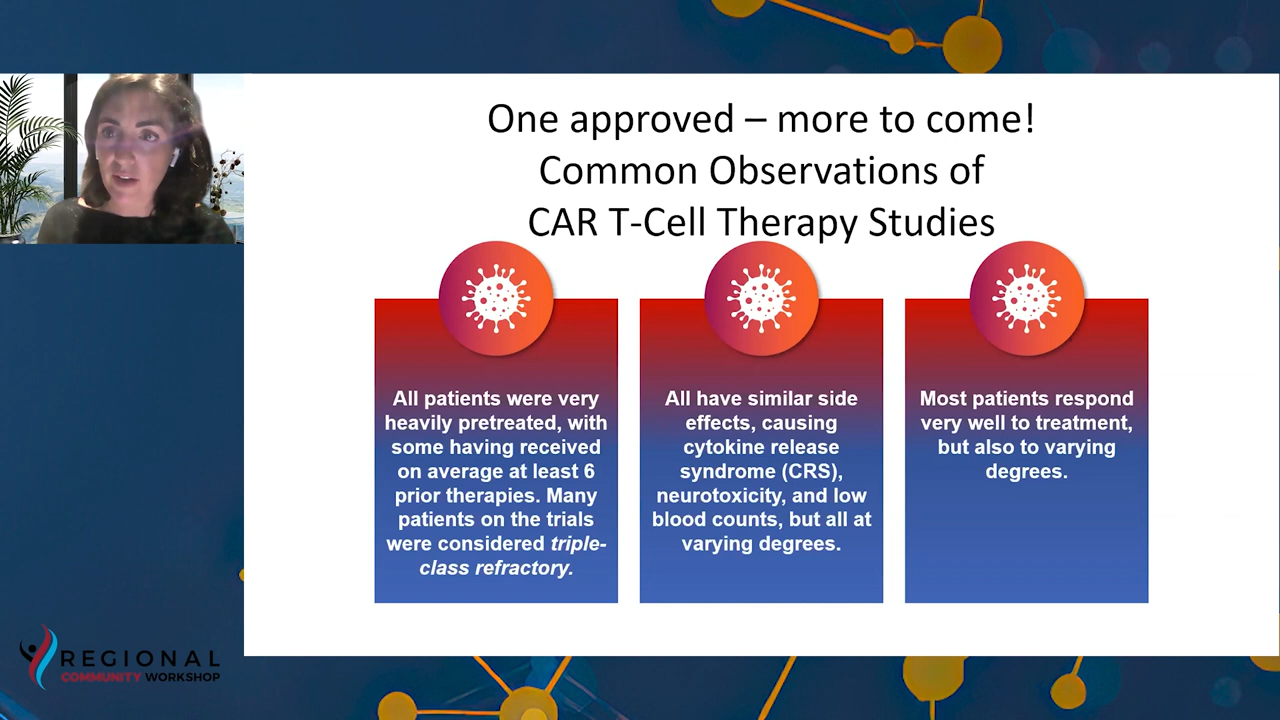 One approved – more to come!
Common Observations of
CAR T-Cell Therapy Studies
All patients were very
heavily pretreated, with
some having received
on average at least 6
prior therapies. Many
patients on the trials
were considered triple-
class refractory.
All have similar side
effects, causing
cytokine release
syndrome (CRS),
neurotoxicity, and low
blood counts, but all at
varying degrees.
Most patients respond
very well to treatment,
but also to varying
degrees.
REGIONAL
COMMUNITY WORKSHOP